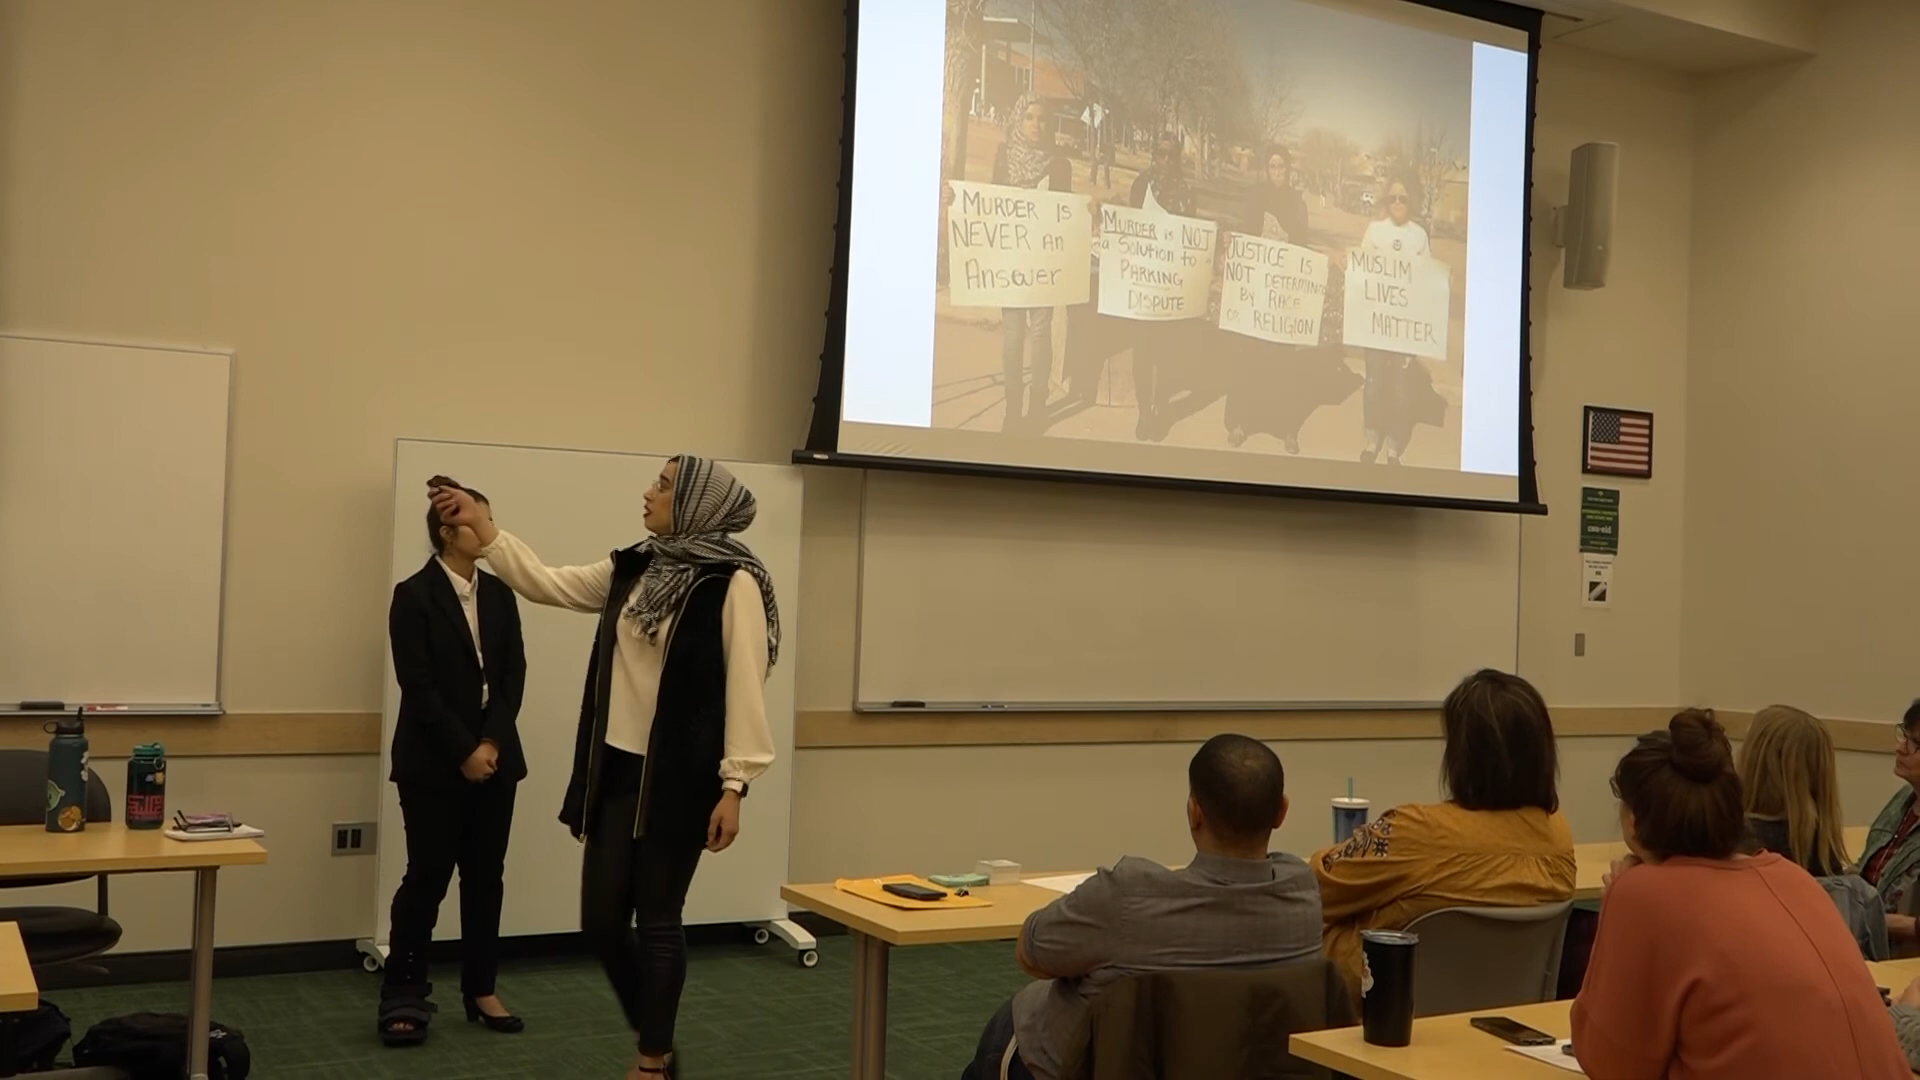 MURDER IS
NEVER An
Answer
MURDER is NOT
a Solution to
PARKING
DISPUTE
JUSTICE IS
NOT DETERMIN
By RACE
OR RELIGION
MUSLIM
LIVES
MATTER